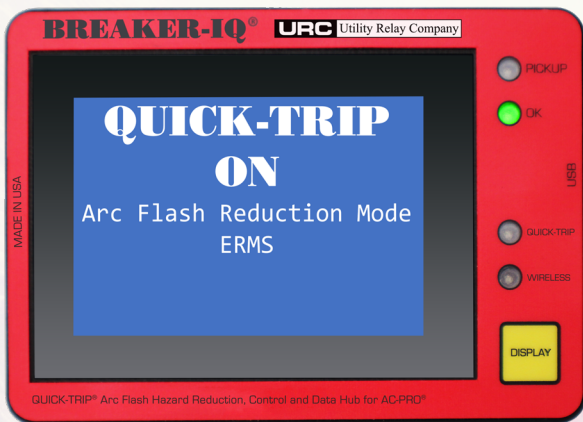 BREAKER-IQ® URC Utility Relay Company
PICKUP
OK
MADE IN USA
USB
QUICK-TRIP
ON
Arc Flash Reduction Mode
ERMS
QUICK-TRIP
WIRELESS
DISPLAY
QUICK-TRIP® Arc Flash Hazard Reduction, Control and Data Hub for AC-PRO®